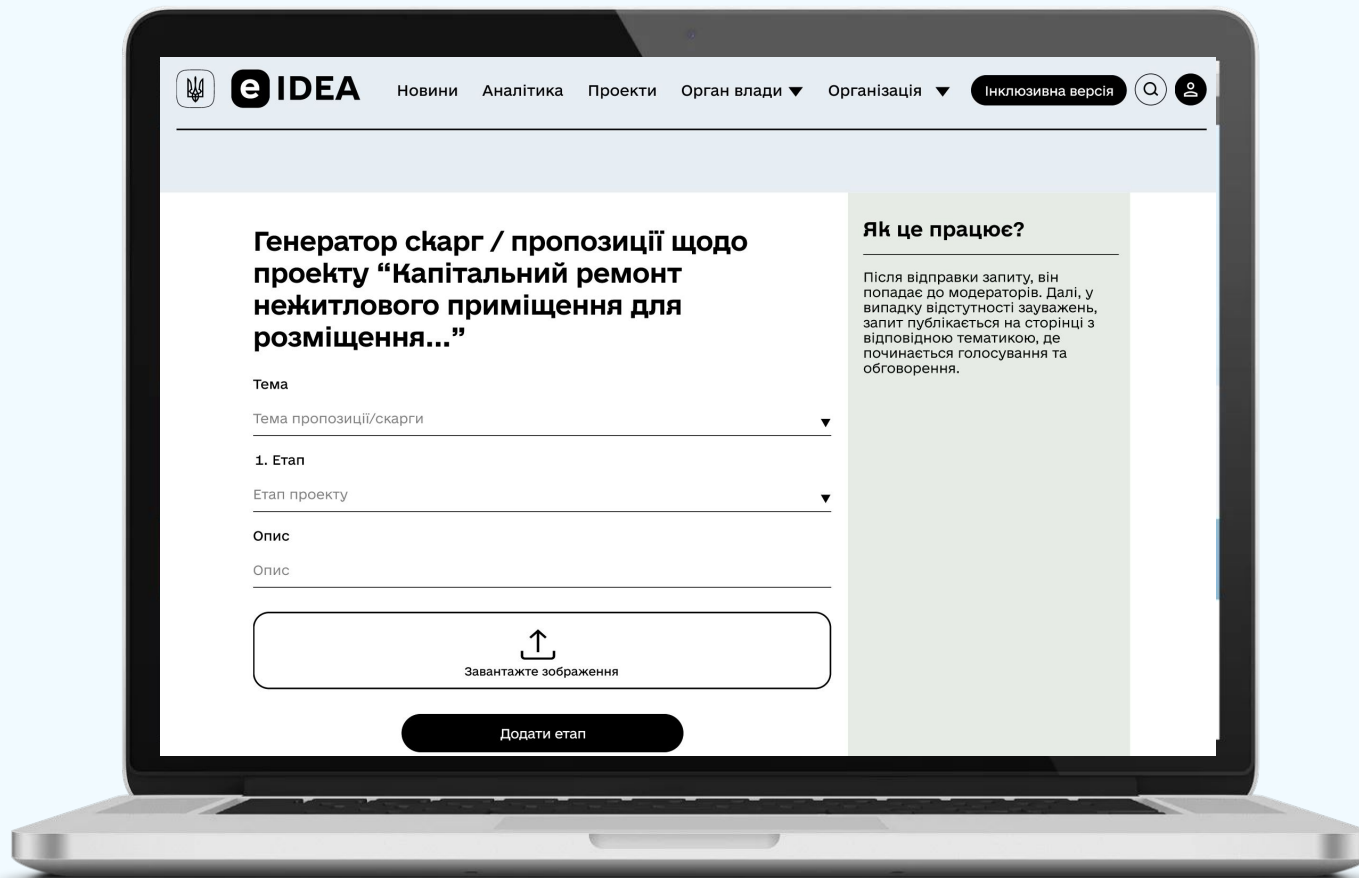 e IDEA
Новини Аналітика Проекти Орган влади ▼ Організація ▼ Інклюзивна версія
Генератор скарг / пропозиції щодо
проекту “Капітальний ремонт
нежитлового приміщення для
розміщення...”
Тема
Тема пропозиції/скарги
1. Етап
Етап проекту
Опис
Опис
Завантажте зображення
Додати етап
Як це працює?
Після відправки запиту, він
попадає до модераторів. Далі, у
випадку відстутності зауважень,
запит публікається на сторінці з
відповідною тематикою, де
починається голосування та
обговорення.